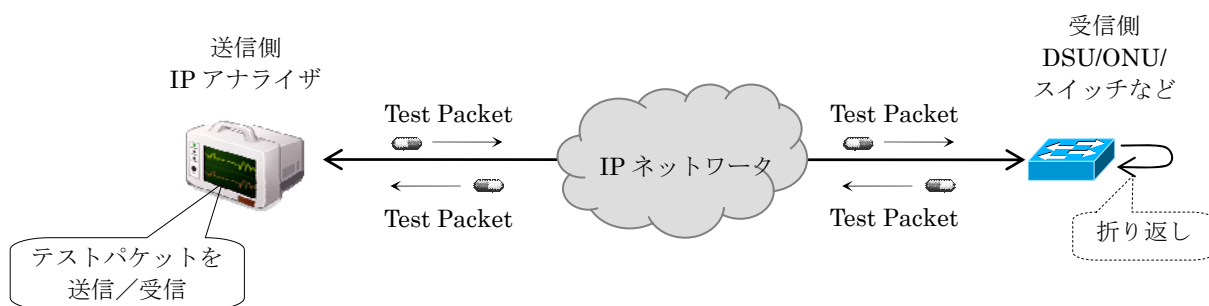 送信側
IP アナライザ
受信側
DSU/ONU/
スイッチなど
Test Packet
Test Packet
IP ネットワータ
Test Packet
Test Packet
テストパケットを
送信／受信
折り返し